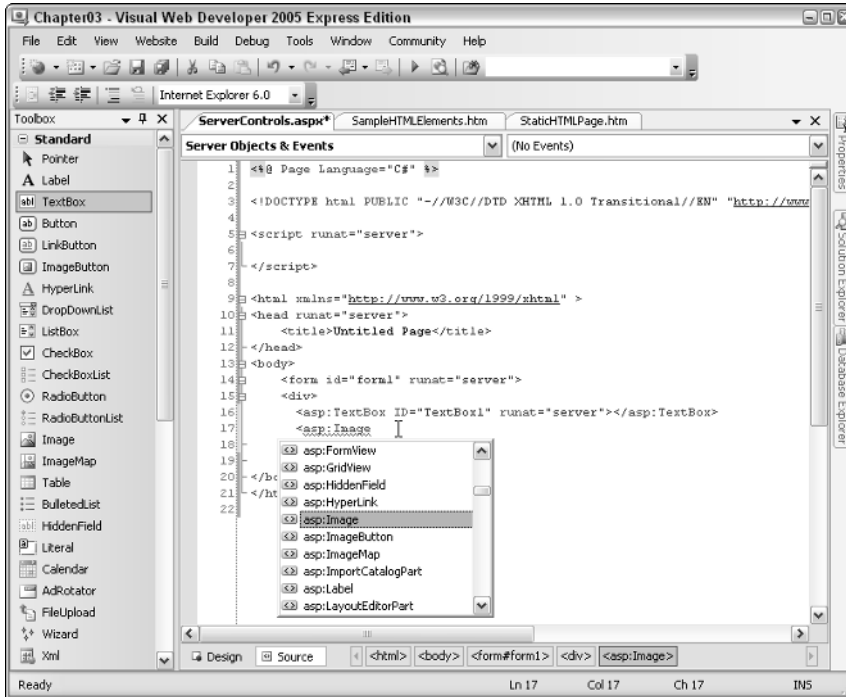 Chapter03 - Visual Web Developer 2005 Express Edition
File Edit View Website Build Debug Tools Window Community Help
Internet Explorer 6.0
Toolbox
ServerControls.aspx* SampleHTMLElements.htm StaticHTMLPage.htm
Standard
Server Objects & Events (No Events)
Pointer
A Label
abl TextBox
ab Button
ab LinkButton
ImageButton
A HyperLink
DropDownList
ListBox
CheckBox
CheckBoxList
RadioButton
RadioButtonList
Image
ImageMap
Table
BulletedList
abl HiddenField
Literal
Calendar
AdRotator
FileUpload
Wizard
Xml
1 <%@ Page Language="C#" %>
2
3 <!DOCTYPE html PUBLIC "-//W3C//DTD XHTML 1.0 Transitional//EN" "http://www
4
5 <script runat="server">
6
7 </script>
8
9 <html xmlns="http://www.w3.org/1999/xhtml" >
10 <head runat="server">
11 <title>Untitled Page</title>
12 </head>
13 <body>
14 <form id="form1" runat="server">
15 <div>
16 <asp:TextBox ID="TextBox1" runat="server"></asp:TextBox>
17 <asp:Image
18
19
20 </bo
21 </ht
22
asp:FormView
asp:GridView
asp:HiddenField
asp:HyperLink
asp:Image
asp:ImageButton
asp:ImageMap
asp:ImportCatalogPart
asp:Label
asp:LayoutEditorPart
Properties
Solution Explorer
Database Explorer
Design Source <html> <body> <form#form1> <div> <asp:Image>
Ready Ln 17 Col 17 Ch 17 INS